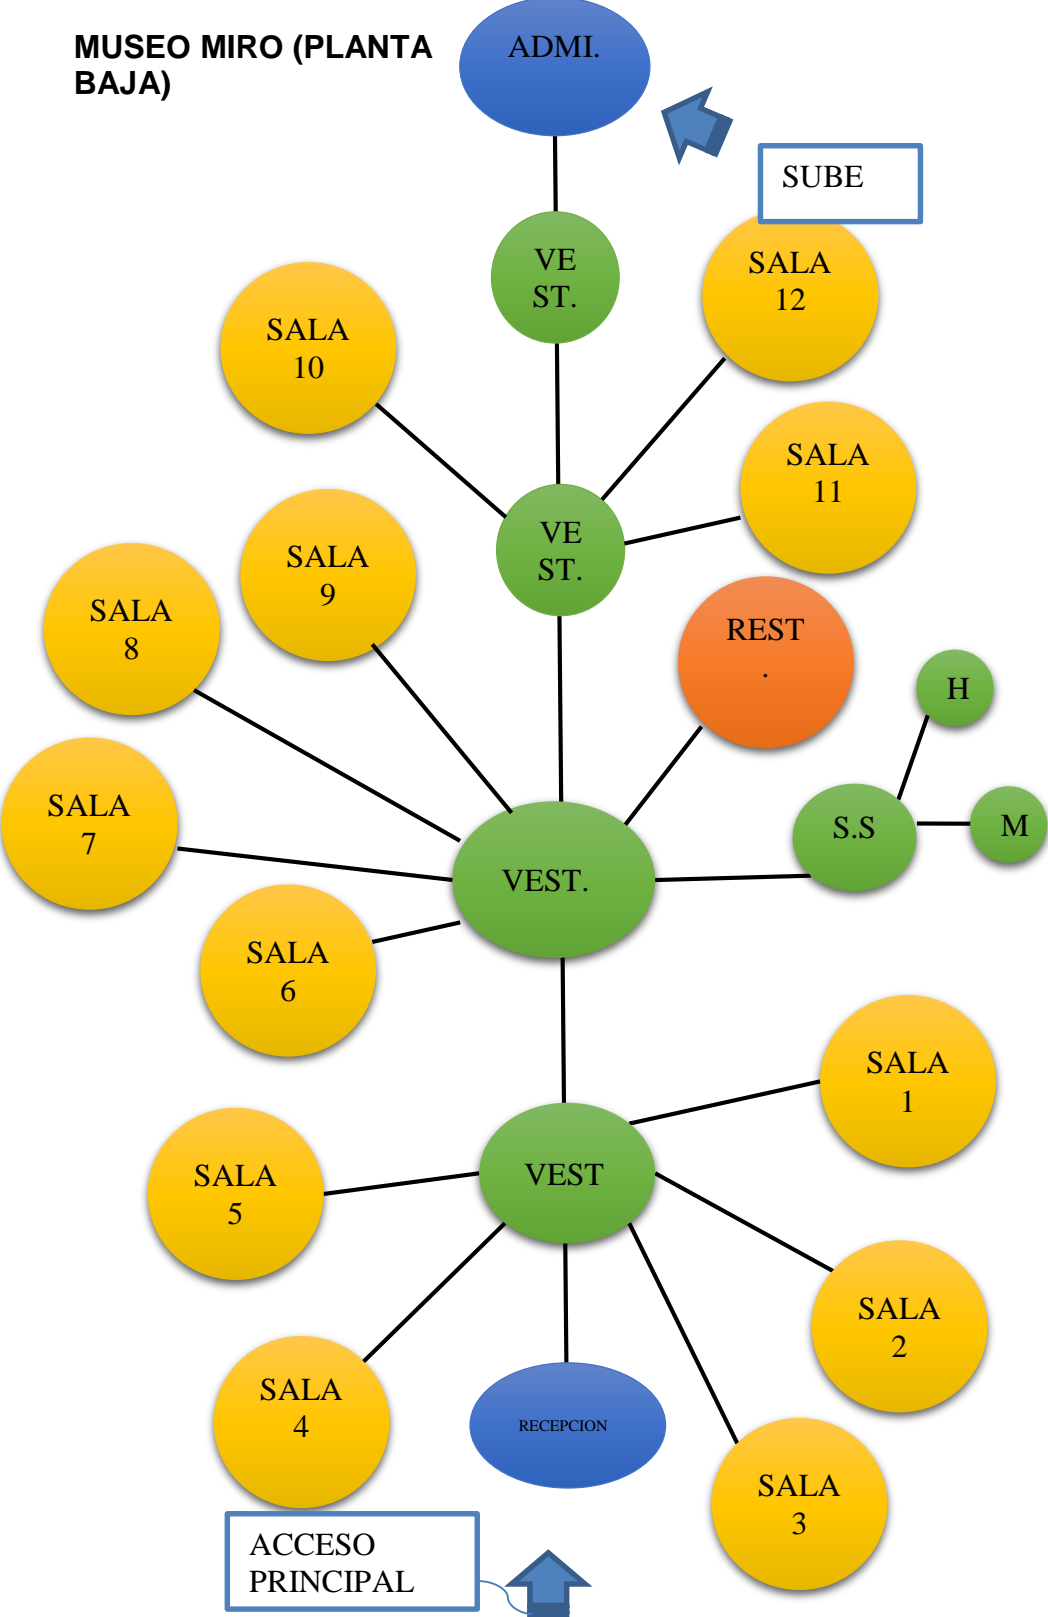 MUSEO MIRO (PLANTA
BAJA)
ADMI.
SUBE
VE
ST.
SALA
12
SALA
10
SALA
11
VE
ST.
SALA
9
SALA
8
REST
.
H
SALA
7
S.S
M
VEST.
SALA
6
SALA
1
SALA
5
VEST
SALA
2
SALA
4
RECEPCION
SALA
3
ACCESO
PRINCIPAL